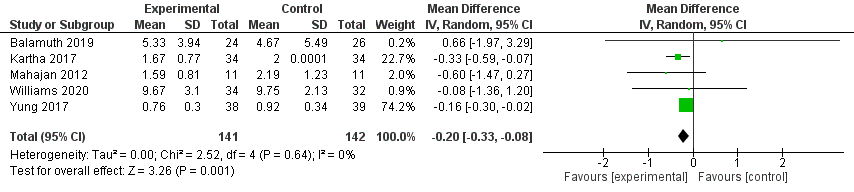 Experimental Control Mean Difference Mean Difference
Study or Subgroup Mean SD Total Mean SD Total Weight IV, Random, 95% CI IV, Random, 95% CI
Balamuth 2019 5.33 3.94 24 4.67 5.49 26 0.2% 0.66 [-1.97, 3.29]
Kartha 2017 1.67 0.77 34 2 0.0001 34 22.7% -0.33 [-0.59, -0.07]
Mahajan 2012 1.59 0.81 11 2.19 1.23 11 2.0% -0.60 [-1.47, 0.27]
Williams 2020 9.67 3.1 34 9.75 2.13 32 0.9% -0.08 [-1.36, 1.20]
Yung 2017 0.76 0.3 38 0.92 0.34 39 74.2% -0.16 [-0.30, -0.02]
Total (95% CI) 141 142 100.0% -0.20 [-0.33, -0.08]
Heterogeneity: Tau² = 0.00; Chi² = 2.52, df = 4 (P = 0.64); I² = 0%
Test for overall effect: Z = 3.26 (P = 0.001)
-2 -1 0 1 2
Favours [experimental] Favours [control]